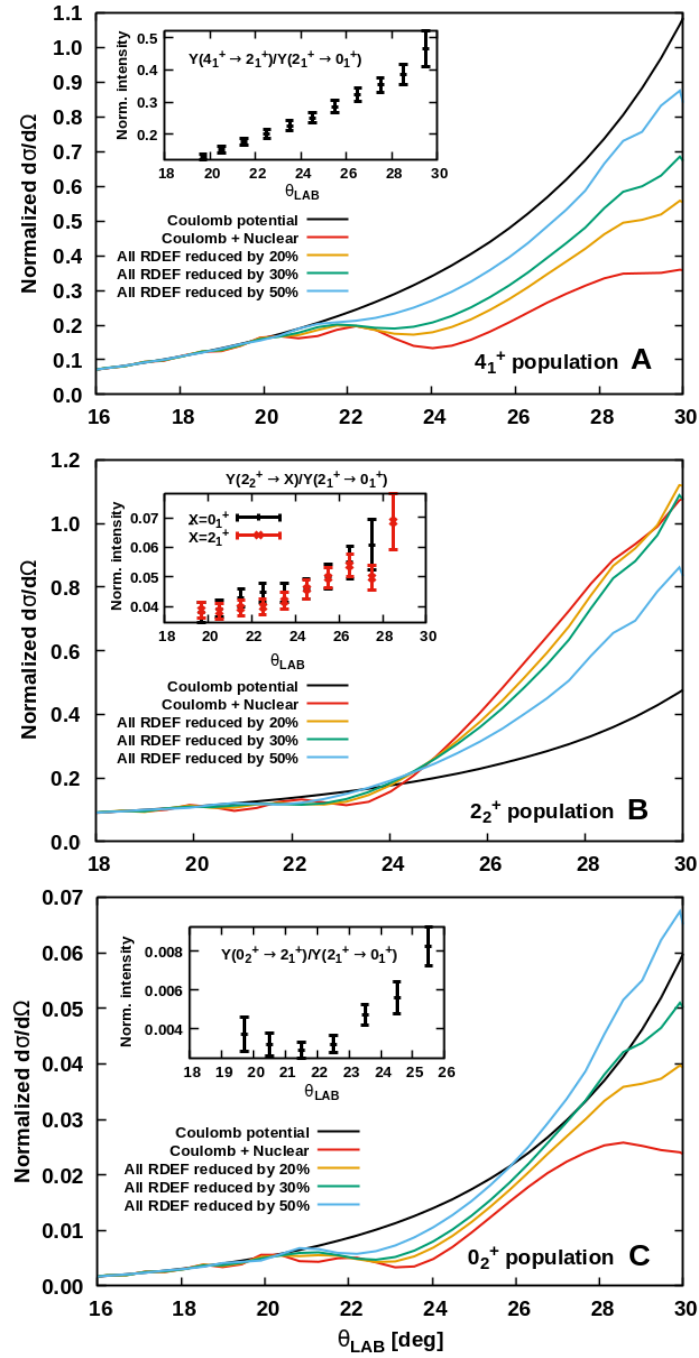 Normalized dσ/dΩ
1.1
1.0
0.9
0.8
0.7
0.6
0.5
0.4
0.3
0.2
0.1
0.0
16 18 20 22 24 26 28 30
Norm. intensity
0.5
0.4
0.3
0.2
Y(4₁⁺ → 2₁⁺)/Y(2₁⁺ → 0₁⁺)
18 20 21 22 23 24 25 26 27 28 29 30
θLAB
Coulomb potential
Coulomb + Nuclear
All RDEF reduced by 20%
All RDEF reduced by 30%
All RDEF reduced by 50%
4₁⁺ population A
Normalized dσ/dΩ
1.2
1.0
0.8
0.6
0.4
0.2
0.0
18 20 22 24 26 28 30
Y(2₂⁺ → X)/Y(2₁⁺ → 0₁⁺)
Norm. intensity
0.07
0.06
0.05
0.04
X=0₁⁺
X=2₁⁺
18 20 21 22 23 24 25 26 27 28 29 30
θLAB
Coulomb potential
Coulomb + Nuclear
All RDEF reduced by 20%
All RDEF reduced by 30%
All RDEF reduced by 50%
2₂⁺ population B
Normalized dσ/dΩ
0.07
0.06
0.05
0.04
0.03
0.02
0.01
0.00
16 18 20 22 24 26 28 30
θLAB [deg]
Norm. intensity
0.008
0.004
Y(0₂⁺ → 2₁⁺)/Y(2₁⁺ → 0₁⁺)
18 19 20 21 22 23 24 25 26
θLAB
Coulomb potential
Coulomb + Nuclear
All RDEF reduced by 20%
All RDEF reduced by 30%
All RDEF reduced by 50%
0₂⁺ population C